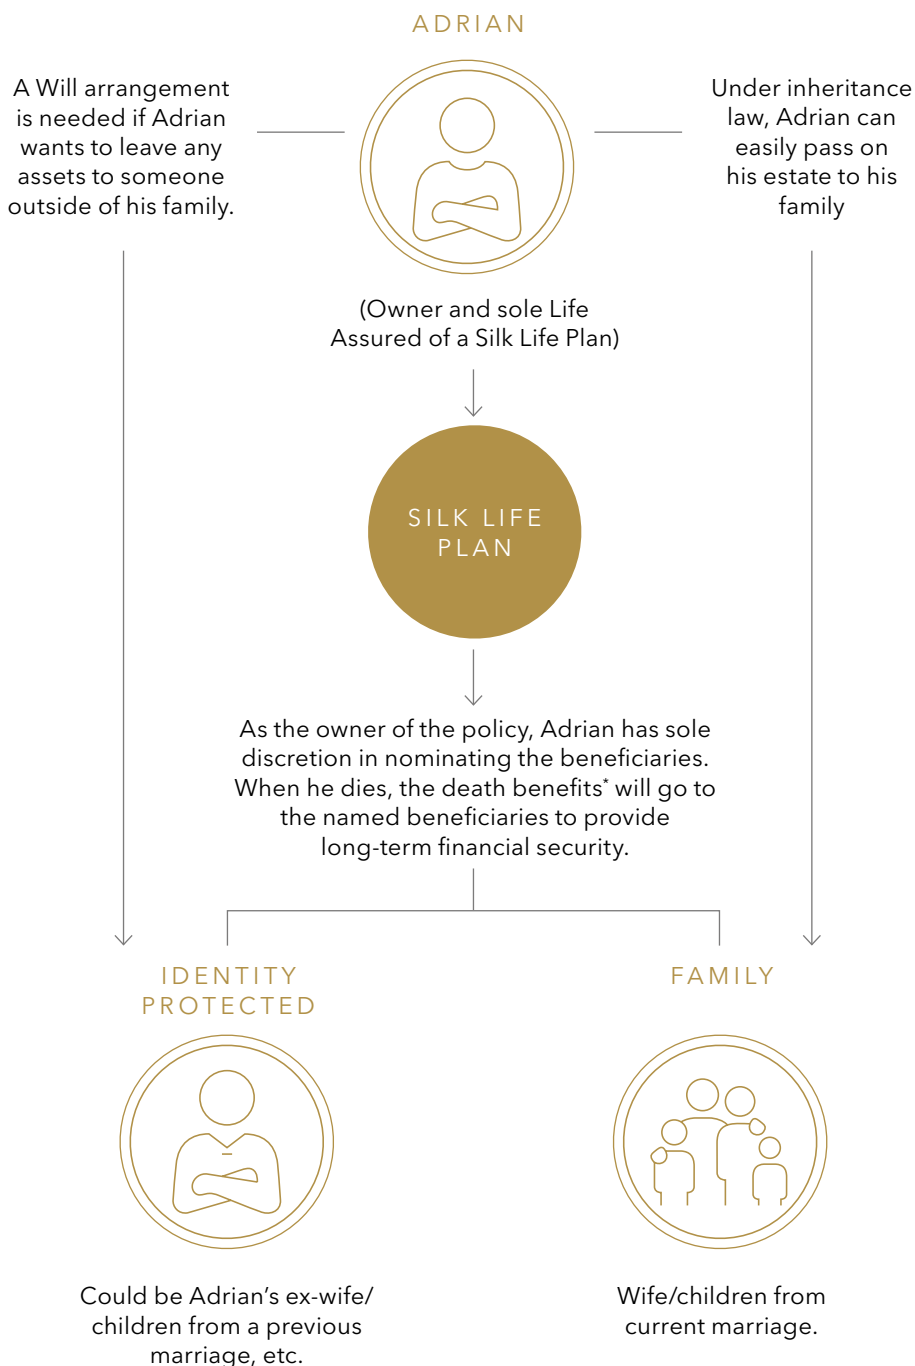 ADRIAN
A Will arrangement
is needed if Adrian
wants to leave any
assets to someone
outside of his family.
Under inheritance
law, Adrian can
easily pass on
his estate to his
family
(Owner and sole Life
Assured of a Silk Life Plan)
SILK LIFE
PLAN
As the owner of the policy, Adrian has sole
discretion in nominating the beneficiaries.
When he dies, the death benefits* will go to
the named beneficiaries to provide
long-term financial security.
IDENTITY
PROTECTED
Could be Adrian’s ex-wife/
children from a previous
marriage, etc.
FAMILY
Wife/children from
current marriage.